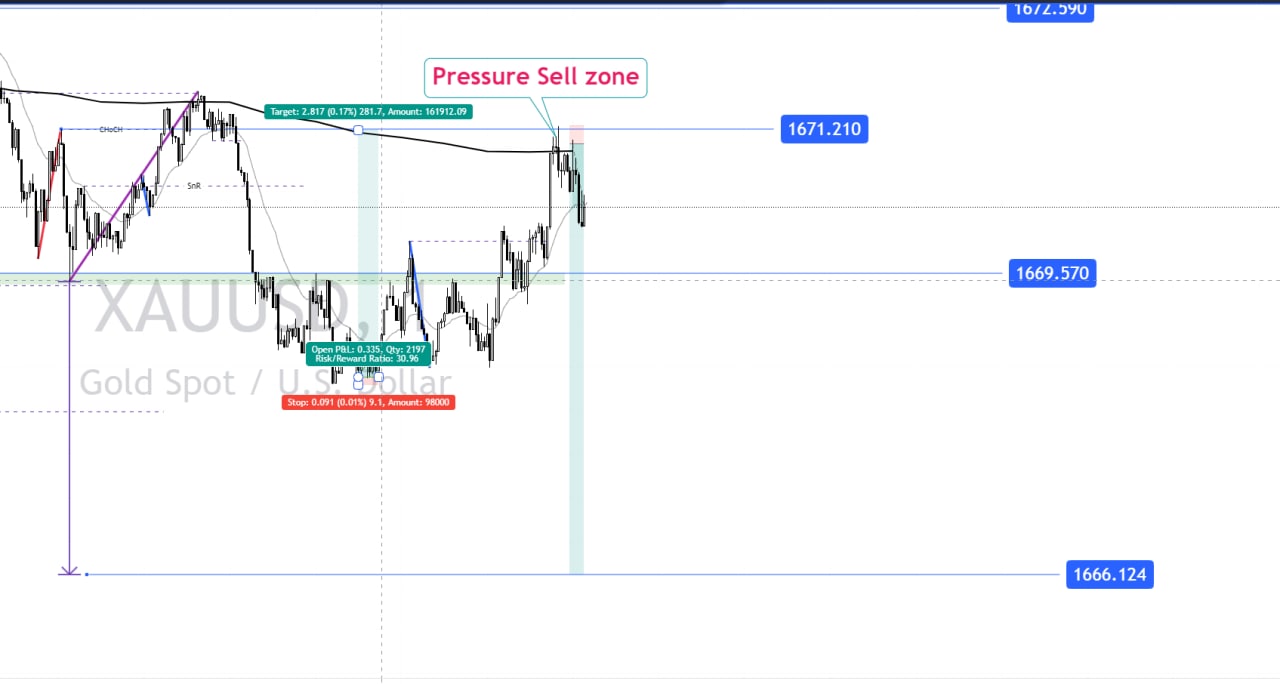 1672.590
Pressure Sell zone
Target: 2.817 (0.17%) 281.7, Amount: 161912.09
CHoCH
1671.210
SnR
1669.570
XAUUSD, 1
Open P&L: 0.335, Qty: 2197
Risk/Reward Ratio: 30.96
Gold Spot / U.S. Dollar
Stop: 0.091 (0.01%) 9.1, Amount: 98000
1666.124